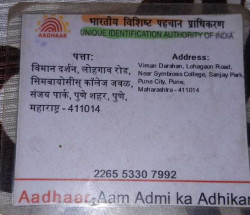 भारतीय विशिष्ट पहचान प्राधिकरण
UNIQUE IDENTIFICATION AUTHORITY OF INDIA
AADHAAR
पत्ता:
विमान दर्शन, लोहगाव रोड,
सिमबायोसीस कॉलेज जवळ,
संजय पार्क, पुणे शहर, पुणे,
महाराष्ट्र - 411014
Address:
Viman Darshan, Lohagaon Road,
Near Symbiosis College, Sanjay Park,
Pune City, Pune,
Maharashtra - 411014
2265 5330 7992
Aadhaar-Aam Admi ka Adhika